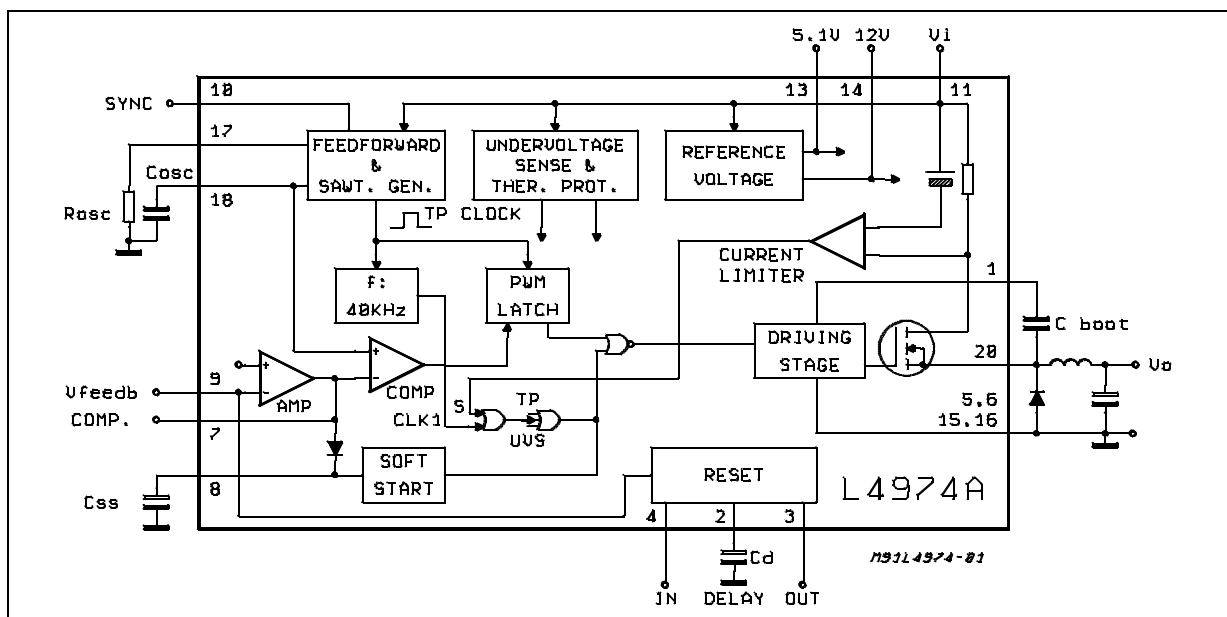 5.1V 12V Vi
10 13 14 11
SYNC
17
FEEDFORWARD
&
SAWT. GEN.
UNDERVOLTAGE
SENSE &
THER. PROT.
REFERENCE
VOLTAGE
Cosc
18
Rosc
TP CLOCK
CURRENT
LIMITER
1
F:
40KHz
PWM
LATCH
C boot
DRIVING
STAGE
20
Vo
+
-
AMP
+
-
COMP
9
Vfeedb
COMP.
7
S
TP
CLK1
UVS
5.6
15.16
SOFT
START
8
Css
RESET
L4974A
4 2 3
Cd
M91L4974-01
IN DELAY OUT